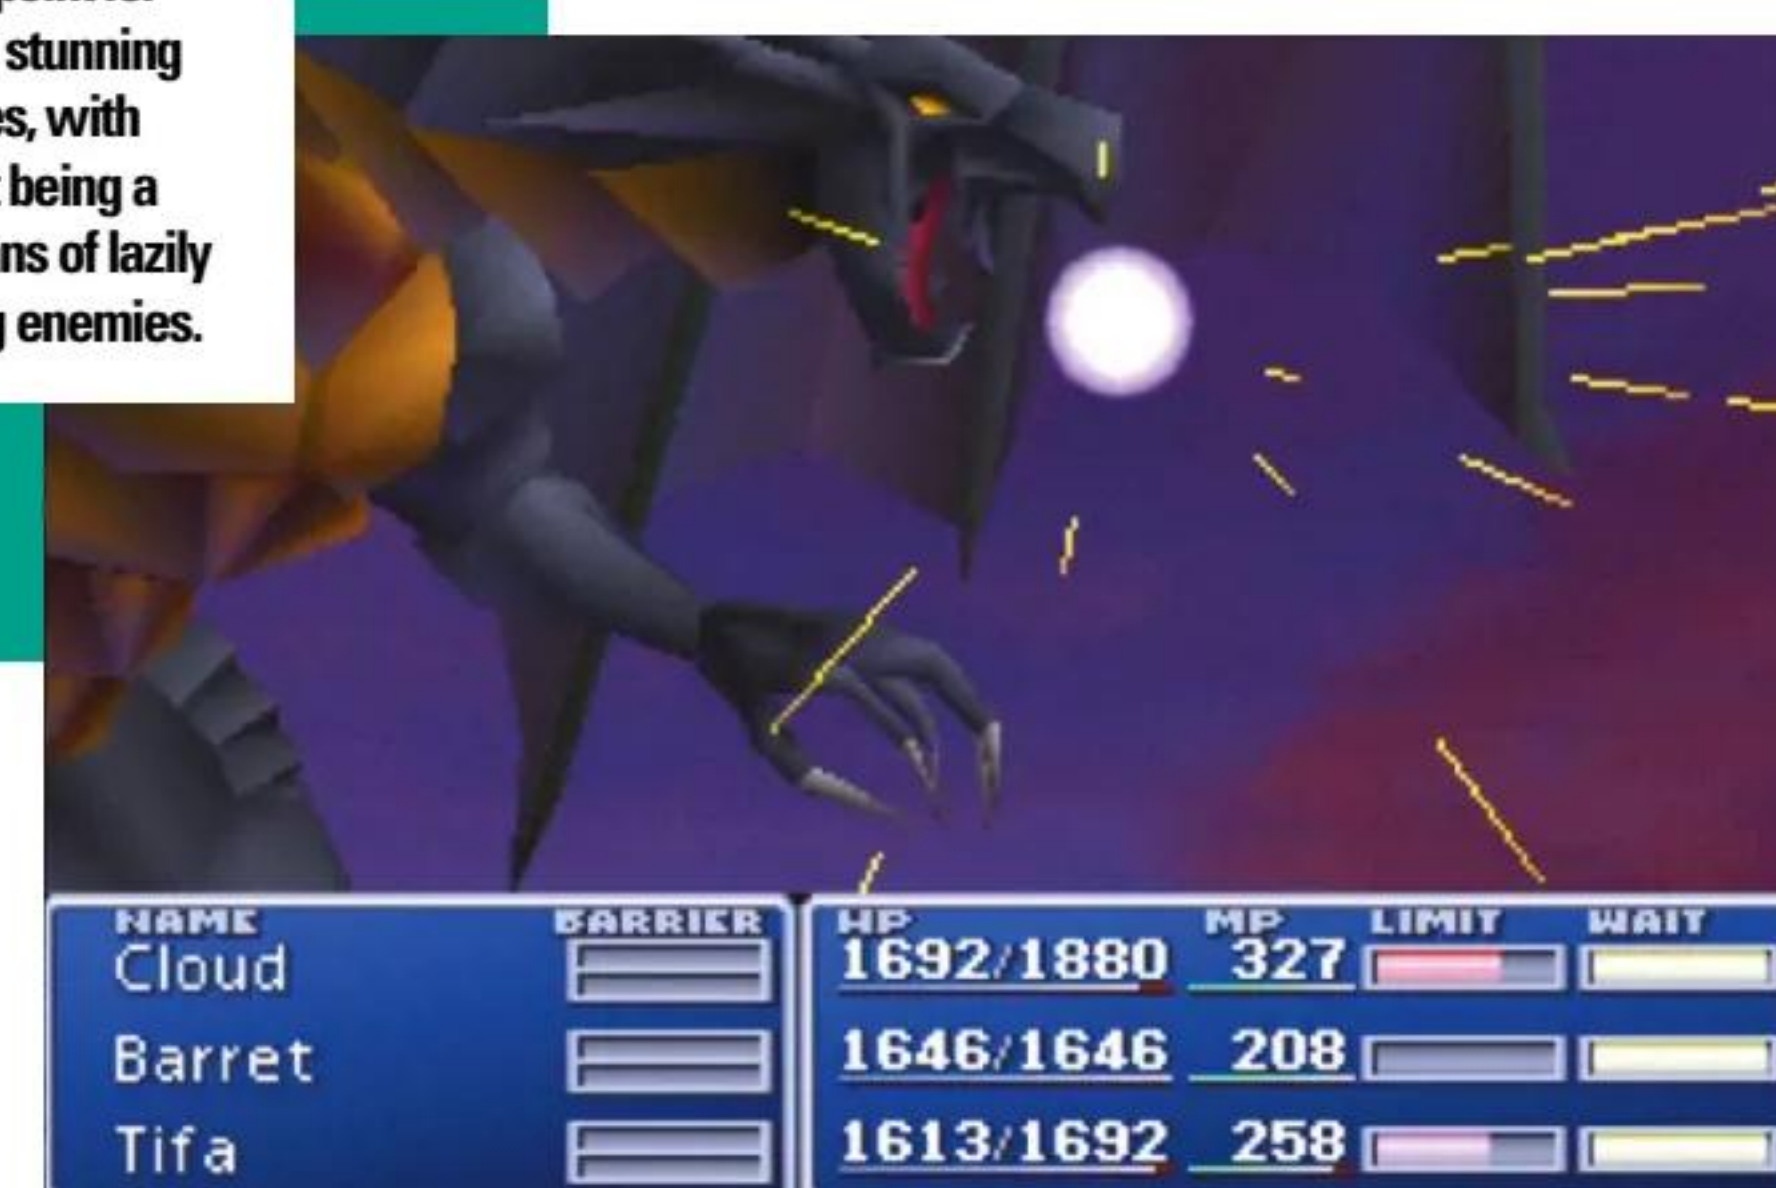 stunning
es, with
being a
ns of lazily
enemies.
NAME BARRIER HP MP LIMIT WAIT
Cloud 1692/1880 327
Barret 1646/1646 208
Tifa 1613/1692 258